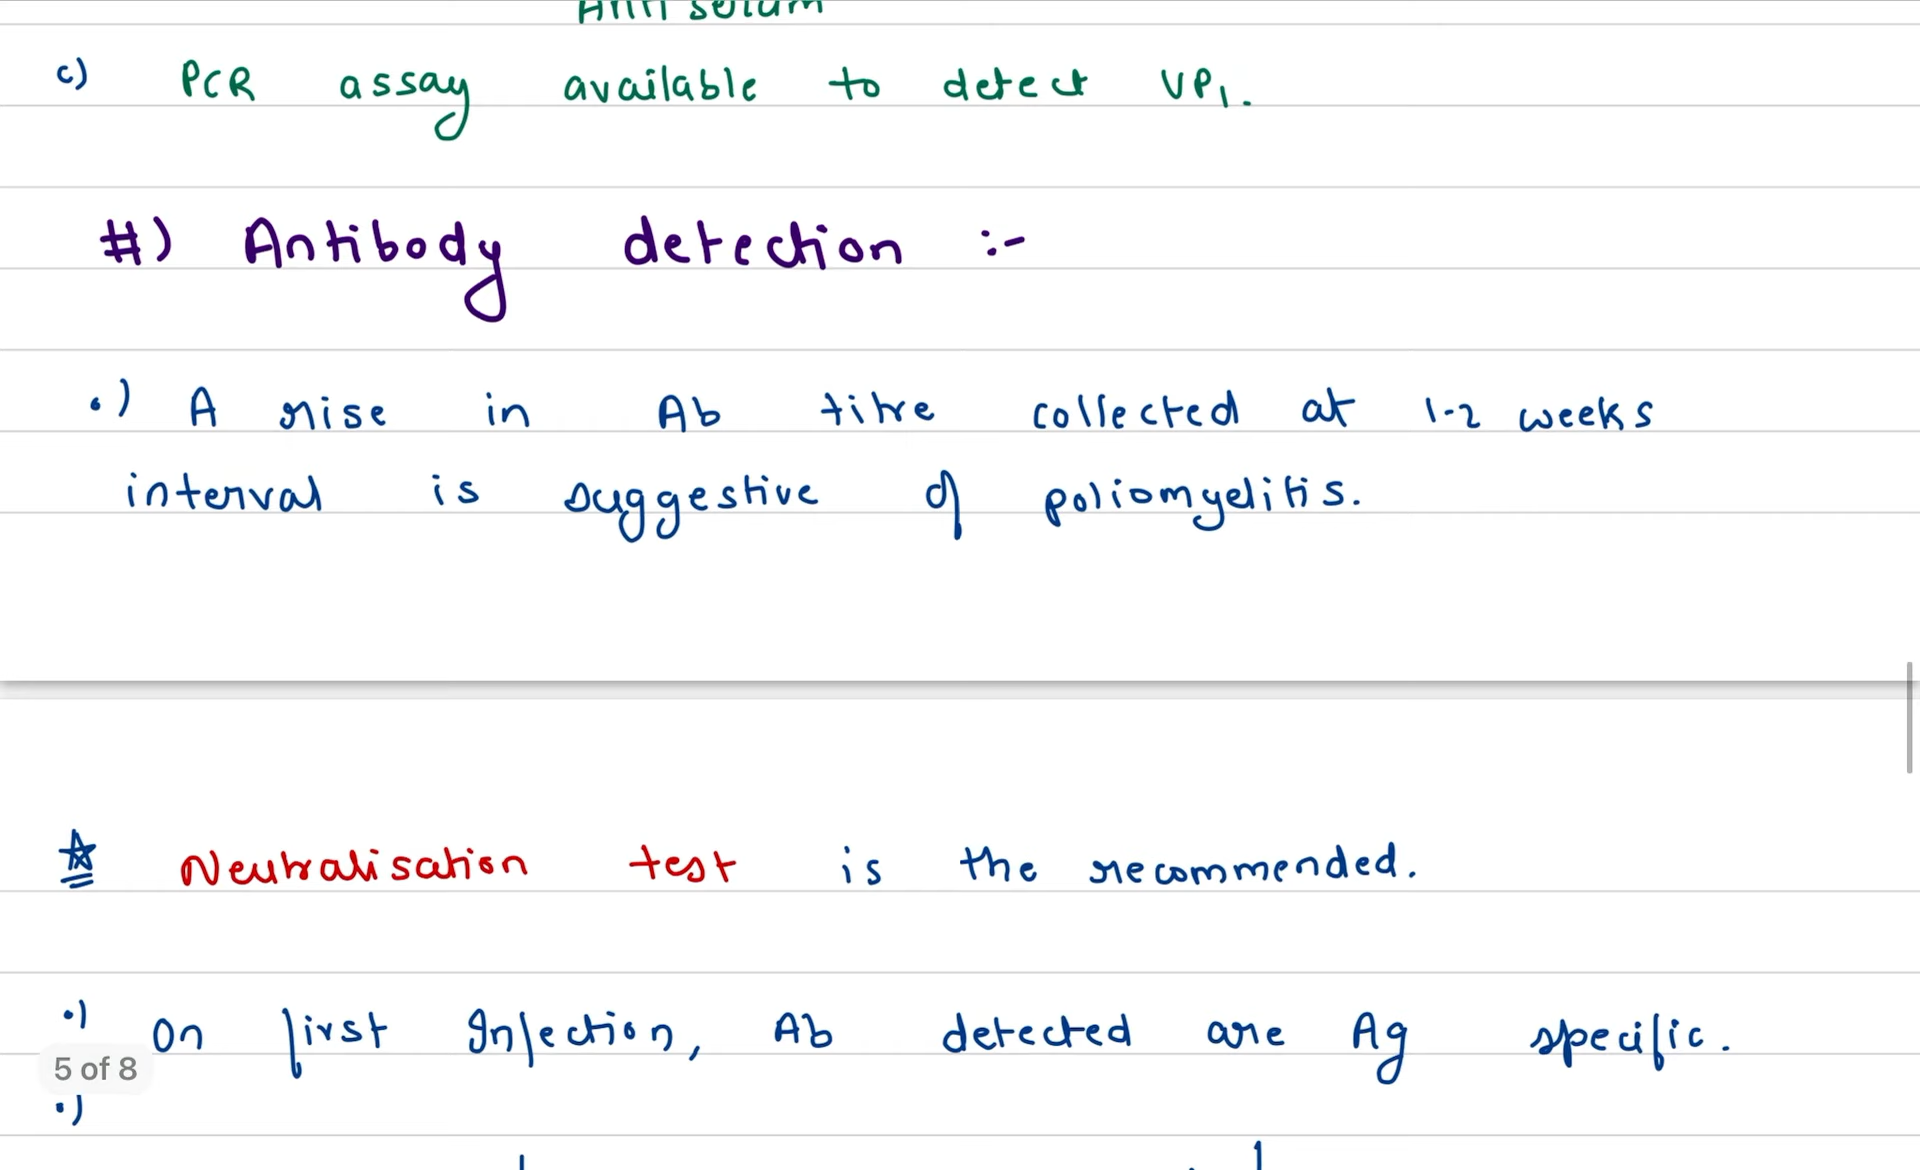 Anti serum
c) PCR assay available to detect VP1.
#) Antibody detection :-
•) A rise in Ab titre collected at 1-2 weeks
interval is suggestive of poliomyelitis.
☆ Neutralisation test is the recommended.
•) On first Infection, Ab detected are Ag specific.
5 of 8
•)